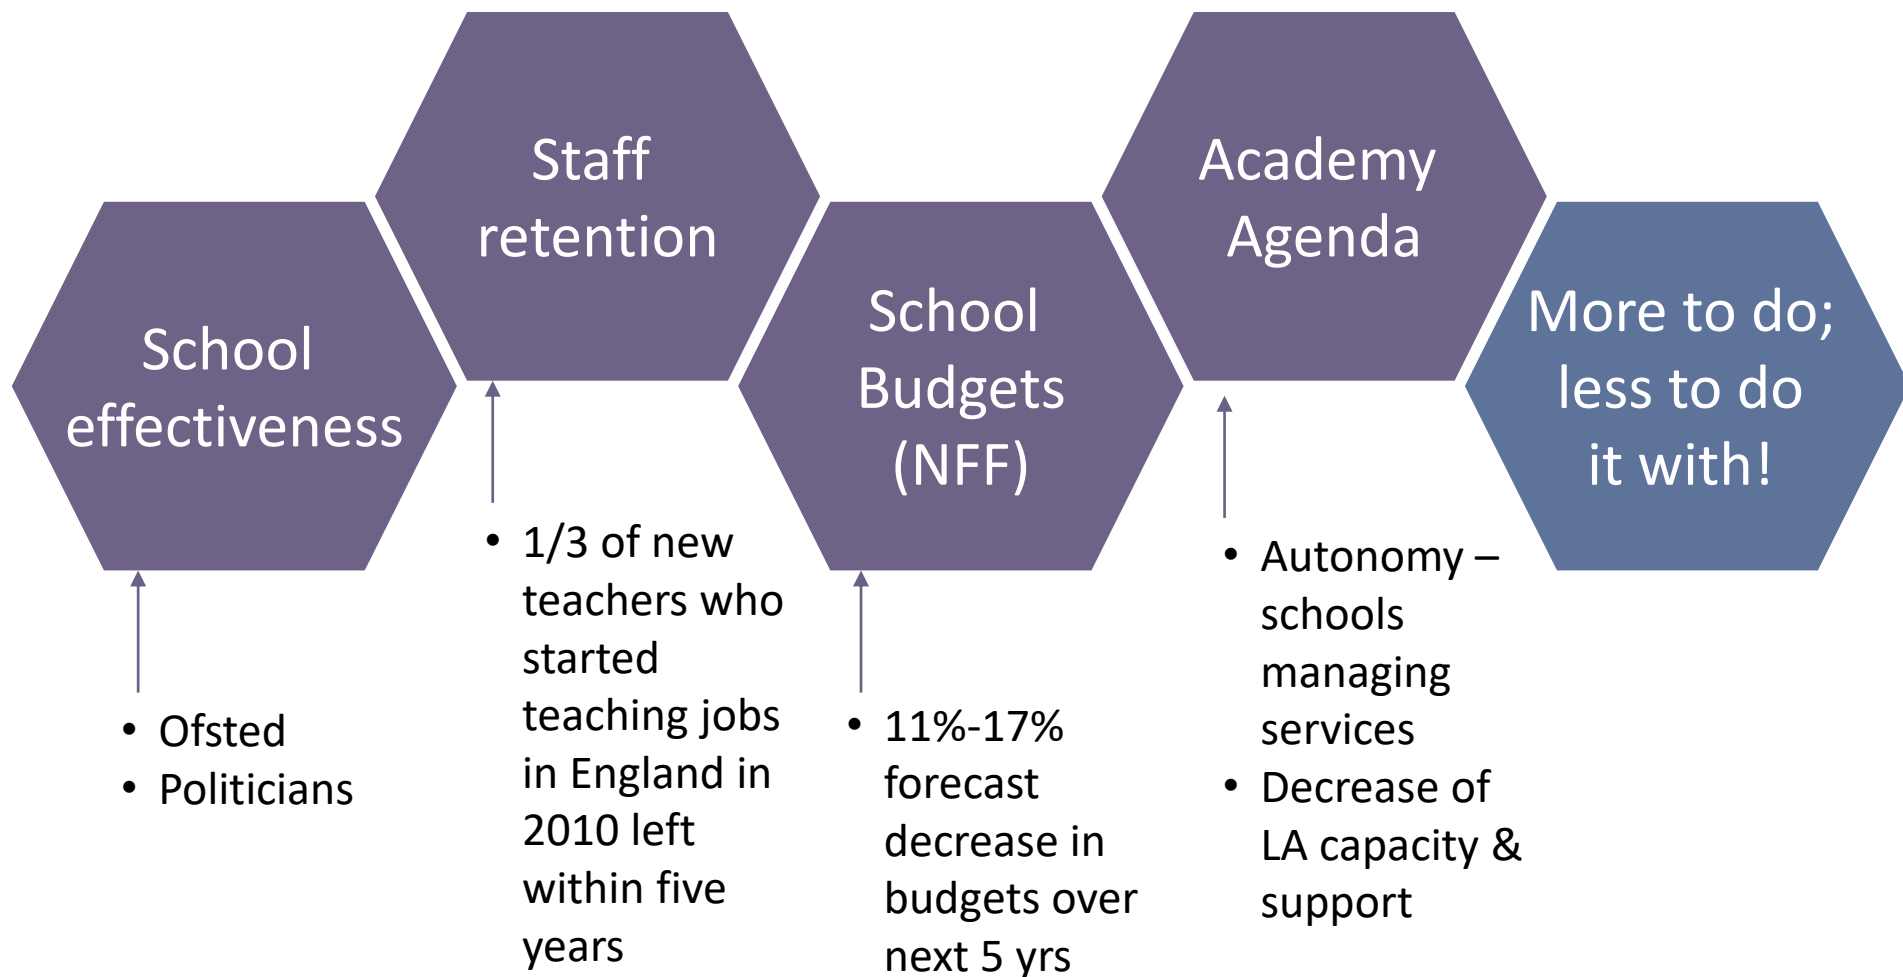 School
effectiveness
• Ofsted
• Politicians
Staff
retention
• 1/3 of new
teachers who
started
teaching jobs
in England in
2010 left
within five
years
School
Budgets
(NFF)
• 11%-17%
forecast
decrease in
budgets over
next 5 yrs
Academy
Agenda
• Autonomy –
schools
managing
services
• Decrease of
LA capacity &
support
More to do;
less to do
it with!